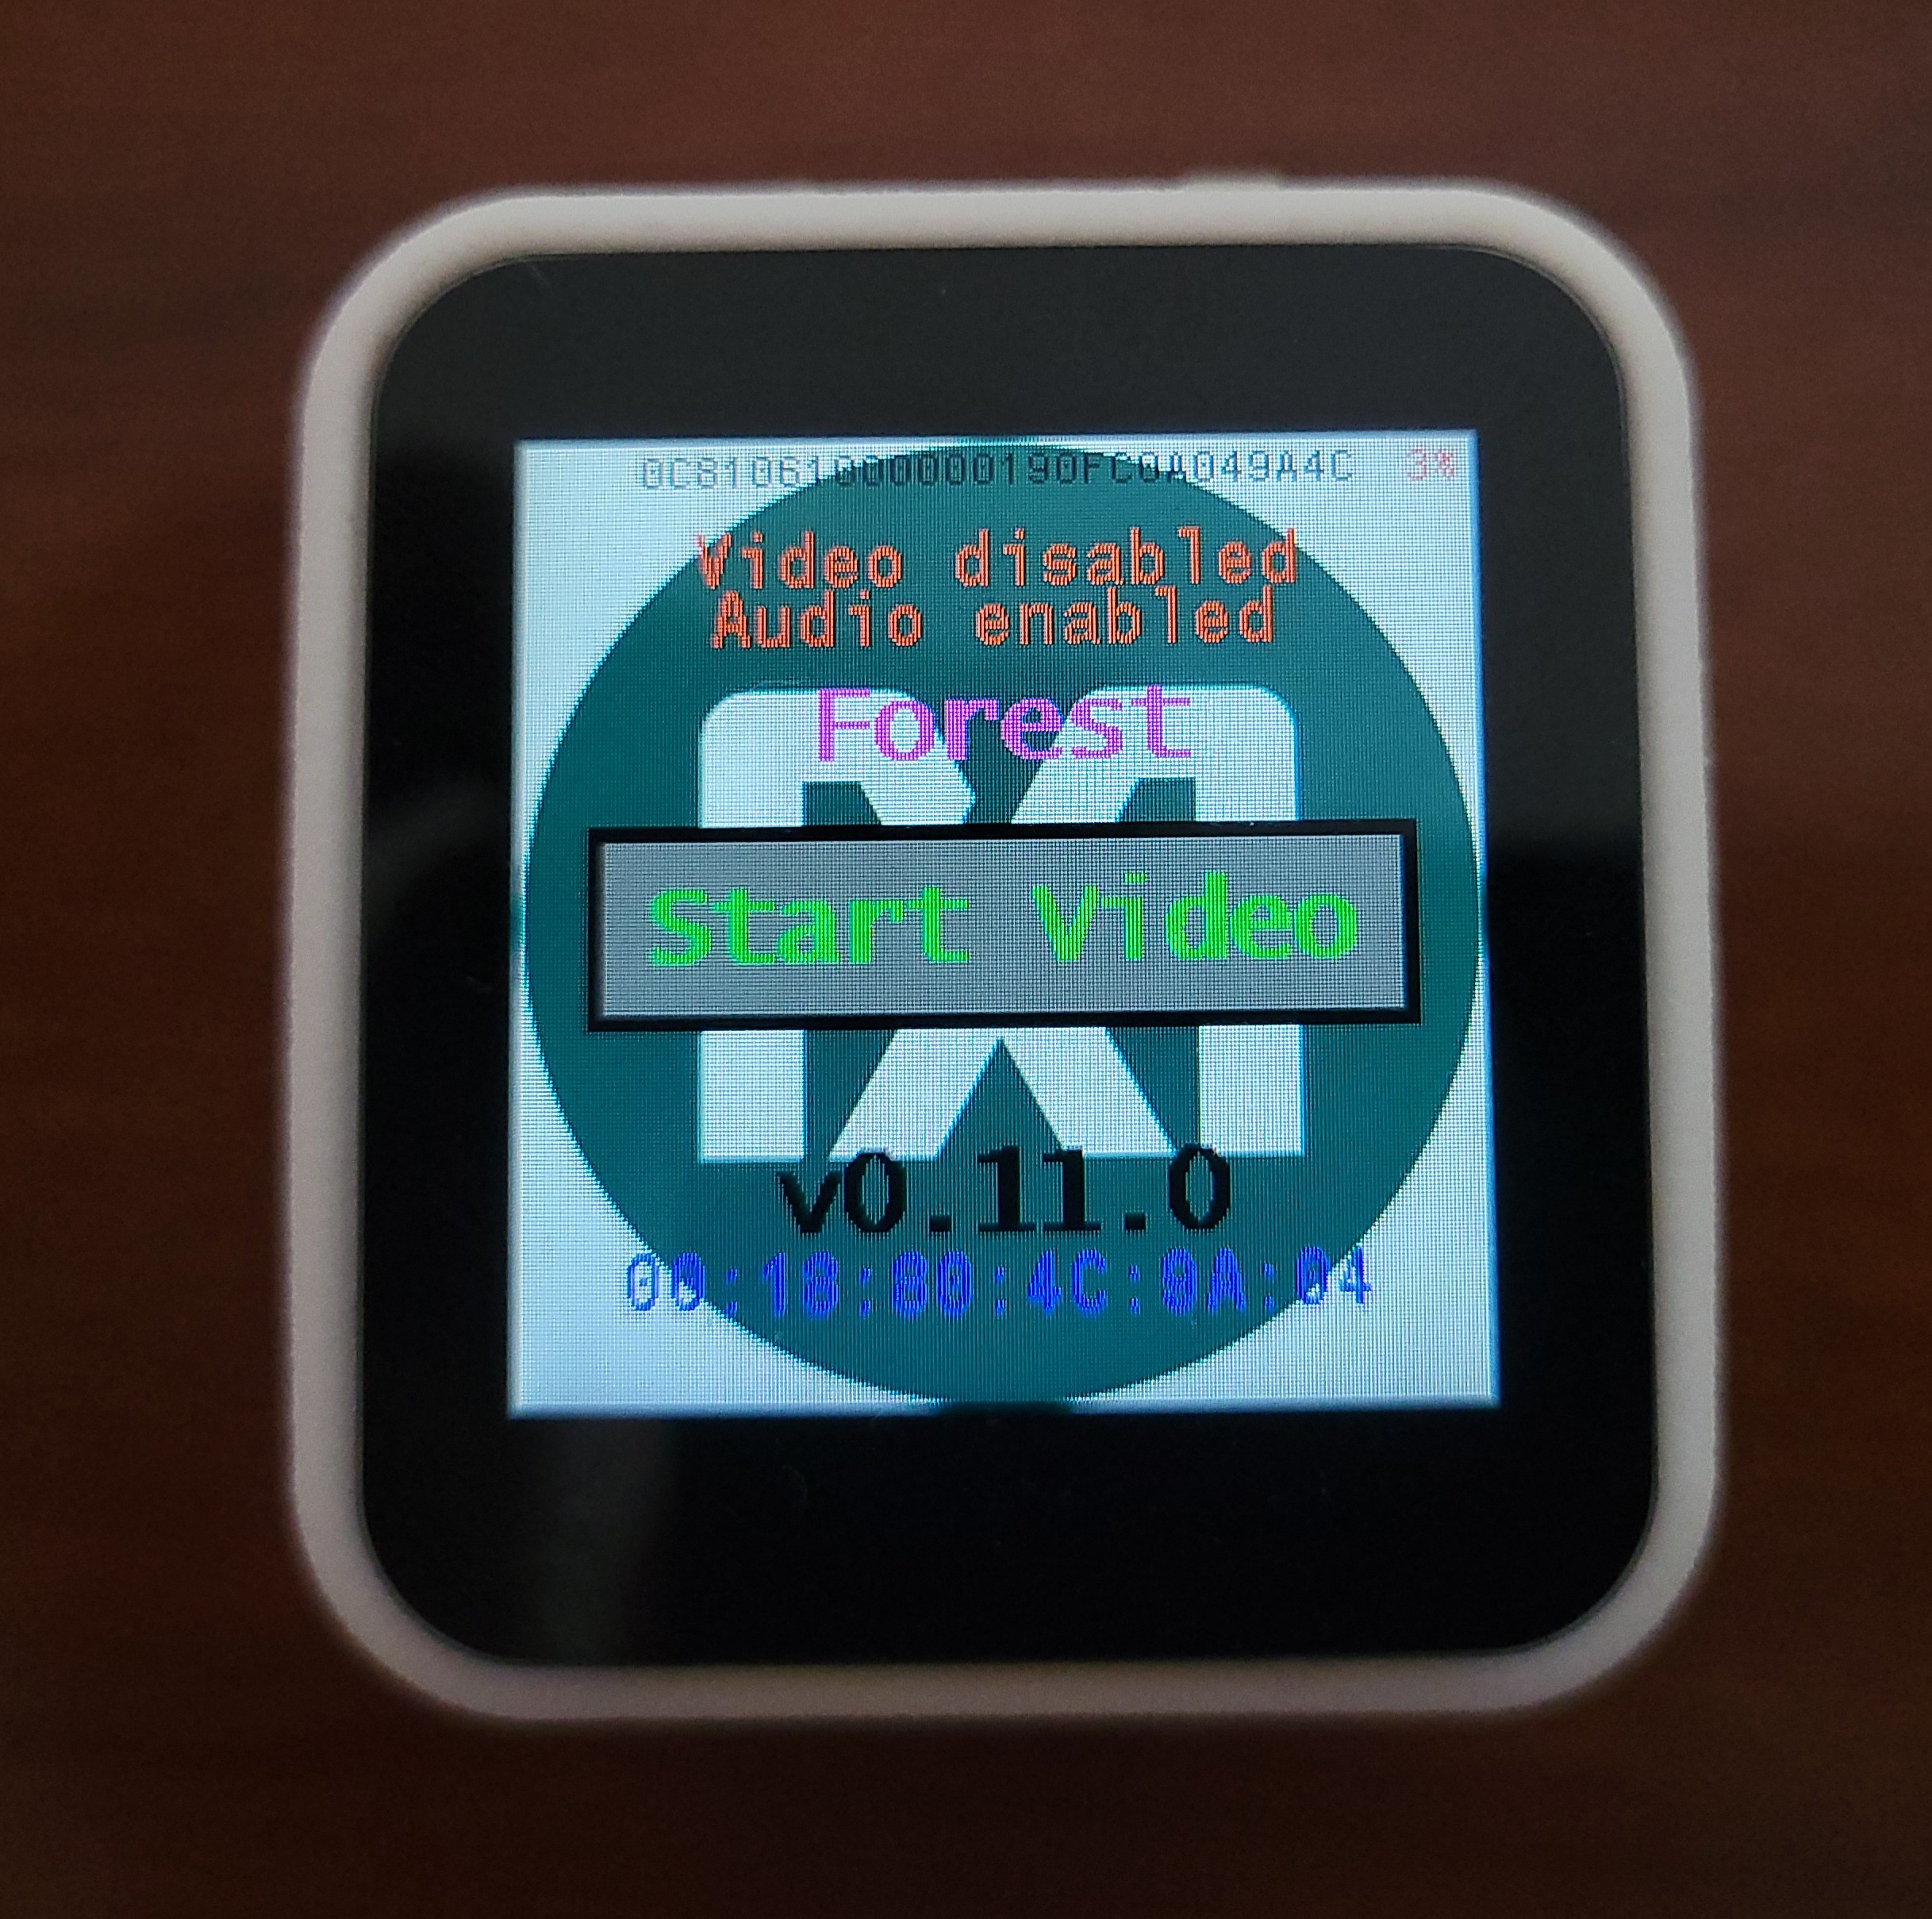 0C81061000000190FC0A049A4C 3%
Video disabled
Audio enabled
Forest
Start Video
v0.11.0
00:18:80:4C:9A:04